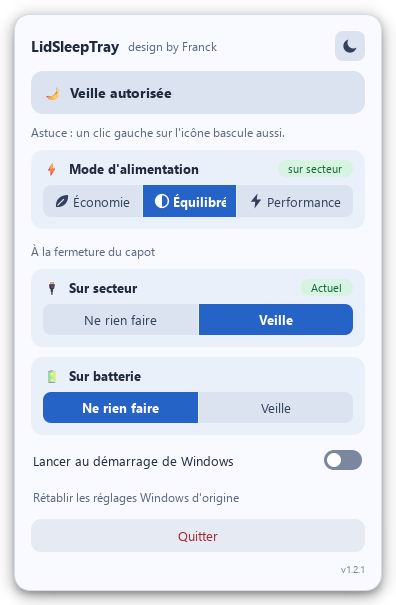 LidSleepTray design by Franck
Veille autorisée
Astuce : un clic gauche sur l'icône bascule aussi.
Mode d'alimentation sur secteur
Économie Équilibré Performance
À la fermeture du capot
Sur secteur Actuel
Ne rien faire Veille
Sur batterie
Ne rien faire Veille
Lancer au démarrage de Windows
Rétablir les réglages Windows d'origine
Quitter
v1.2.1